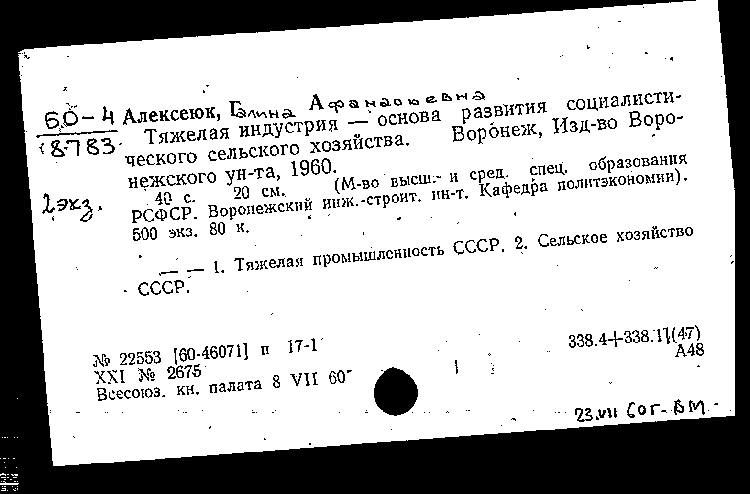 60-4 Алексеюк, Галина Афанасьевна
8783 Тяжелая индустрия — основа развития социалисти-
ческого сельского хозяйства. Воронеж, Изд-во Воро-
нежского ун-та, 1960.
2 экз. 40 с. 20 см. (М-во высш. и сред. спец. образования
РСФСР. Воронежский инж.-строит. ин-т. Кафедра политэкономии).
500 экз. 80 к.
— — 1. Тяжелая промышленность СССР. 2. Сельское хозяйство
СССР.
№ 22553 [60-46071] п 17-1 338.4+338.1](47)
XXI № 2675 А48
Всесоюз. кн. палата 8 VII 60
23.VII 60г-